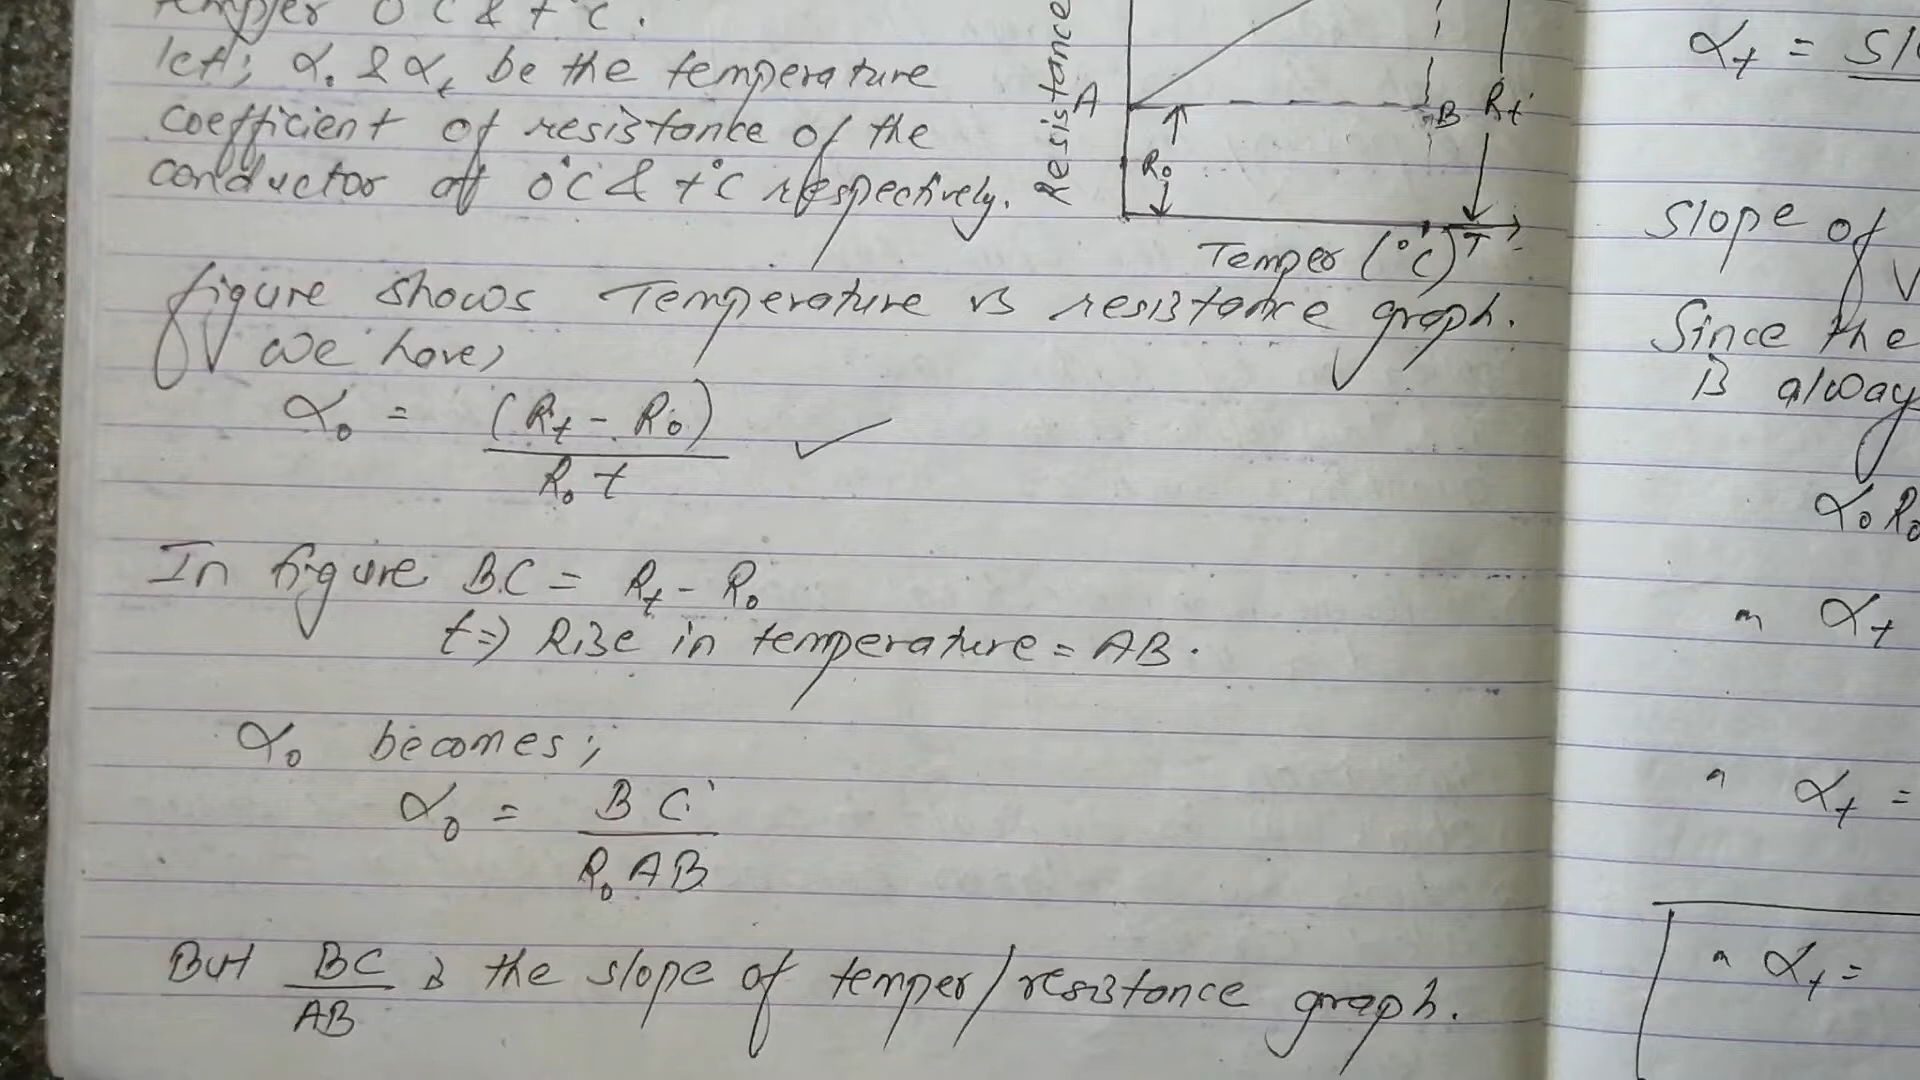 temper 0°C & t°C.
let; α₀ & αₜ be the temperature
coefficient of resistance of the
conductor at 0°C & t°C respectively.
Resistance
A
B
Rt
R₀
Temper (°C)
T
figure shows Temperature vs resistance graph.
we have,
α₀ = (Rt - R₀)
R₀ t
In figure BC = Rt - R₀
t => Rise in temperature = AB.
α₀ becomes;
α₀ = BC
R₀ AB
But BC/AB is the slope of temper/resistance graph.
αt =
Slope of
Since the
is
α₀ R₀
αt
αt =
αt =